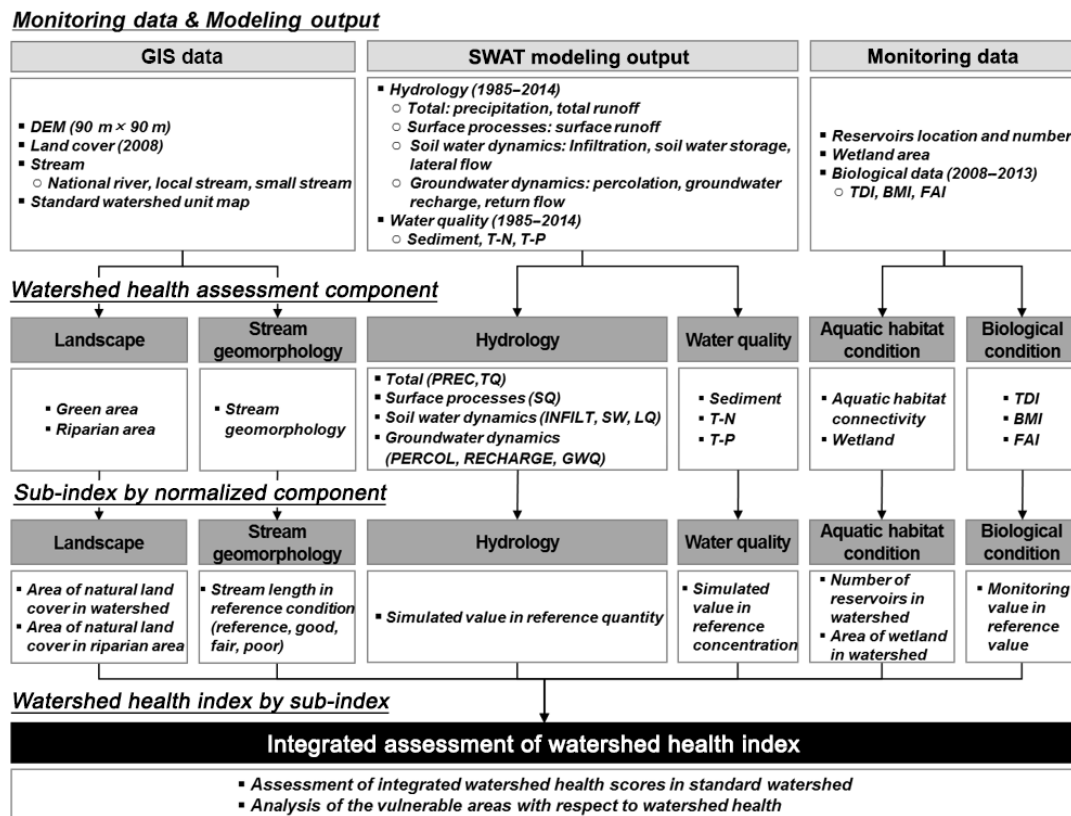 Monitoring data & Modeling output
GIS data
▪ DEM (90 m × 90 m)
▪ Land cover (2008)
▪ Stream
○ National river, local stream, small stream
▪ Standard watershed unit map
SWAT modeling output
▪ Hydrology (1985–2014)
○ Total: precipitation, total runoff
○ Surface processes: surface runoff
○ Soil water dynamics: Infiltration, soil water storage,
lateral flow
○ Groundwater dynamics: percolation, groundwater
recharge, return flow
▪ Water quality (1985–2014)
○ Sediment, T-N, T-P
Monitoring data
▪ Reservoirs location and number
▪ Wetland area
▪ Biological data (2008–2013)
○ TDI, BMI, FAI
Watershed health assessment component
Landscape
▪ Green area
▪ Riparian area
Stream
geomorphology
▪ Stream
geomorphology
Hydrology
▪ Total (PREC,TQ)
▪ Surface processes (SQ)
▪ Soil water dynamics (INFILT, SW, LQ)
▪ Groundwater dynamics
(PERCOL, RECHARGE, GWQ)
Water quality
▪ Sediment
▪ T-N
▪ T-P
Aquatic habitat
condition
▪ Aquatic habitat
connectivity
▪ Wetland
Biological
condition
▪ TDI
▪ BMI
▪ FAI
Sub-index by normalized component
Landscape
▪ Area of natural land
cover in watershed
▪ Area of natural land
cover in riparian area
Stream
geomorphology
▪ Stream length in
reference condition
(reference, good,
fair, poor)
Hydrology
▪ Simulated value in reference quantity
Water quality
▪ Simulated
value in
reference
concentration
Aquatic habitat
condition
▪ Number of
reservoirs in
watershed
▪ Area of wetland
in watershed
Biological
condition
▪ Monitoring
value in
reference
value
Watershed health index by sub-index
Integrated assessment of watershed health index
▪ Assessment of integrated watershed health scores in standard watershed
▪ Analysis of the vulnerable areas with respect to watershed health